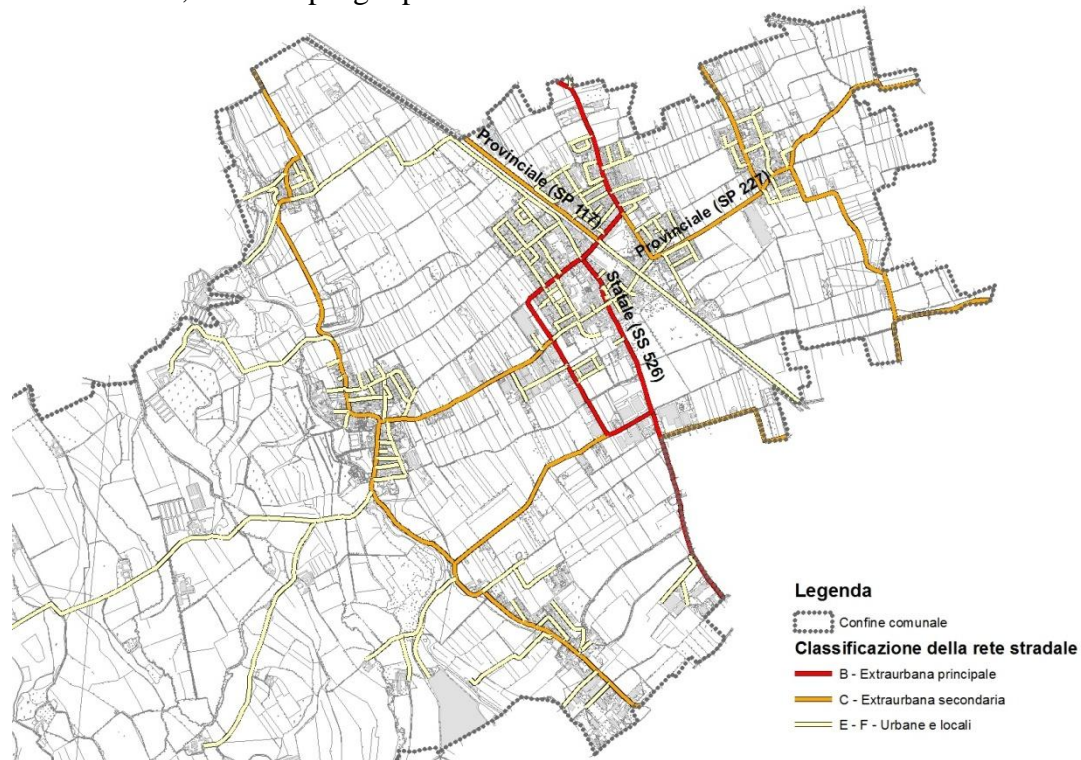 Provinciale (SP 117)
Provinciale (SP 227)
Statale (SS 526)
Legenda
Confine comunale
Classificazione della rete stradale
B - Extraurbana principale
C - Extraurbana secondaria
E - F - Urbane e locali